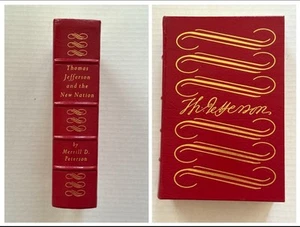 Thomas
Jefferson
and the
New Nation
by
Merrill D.
Peterson
Th. Jefferson